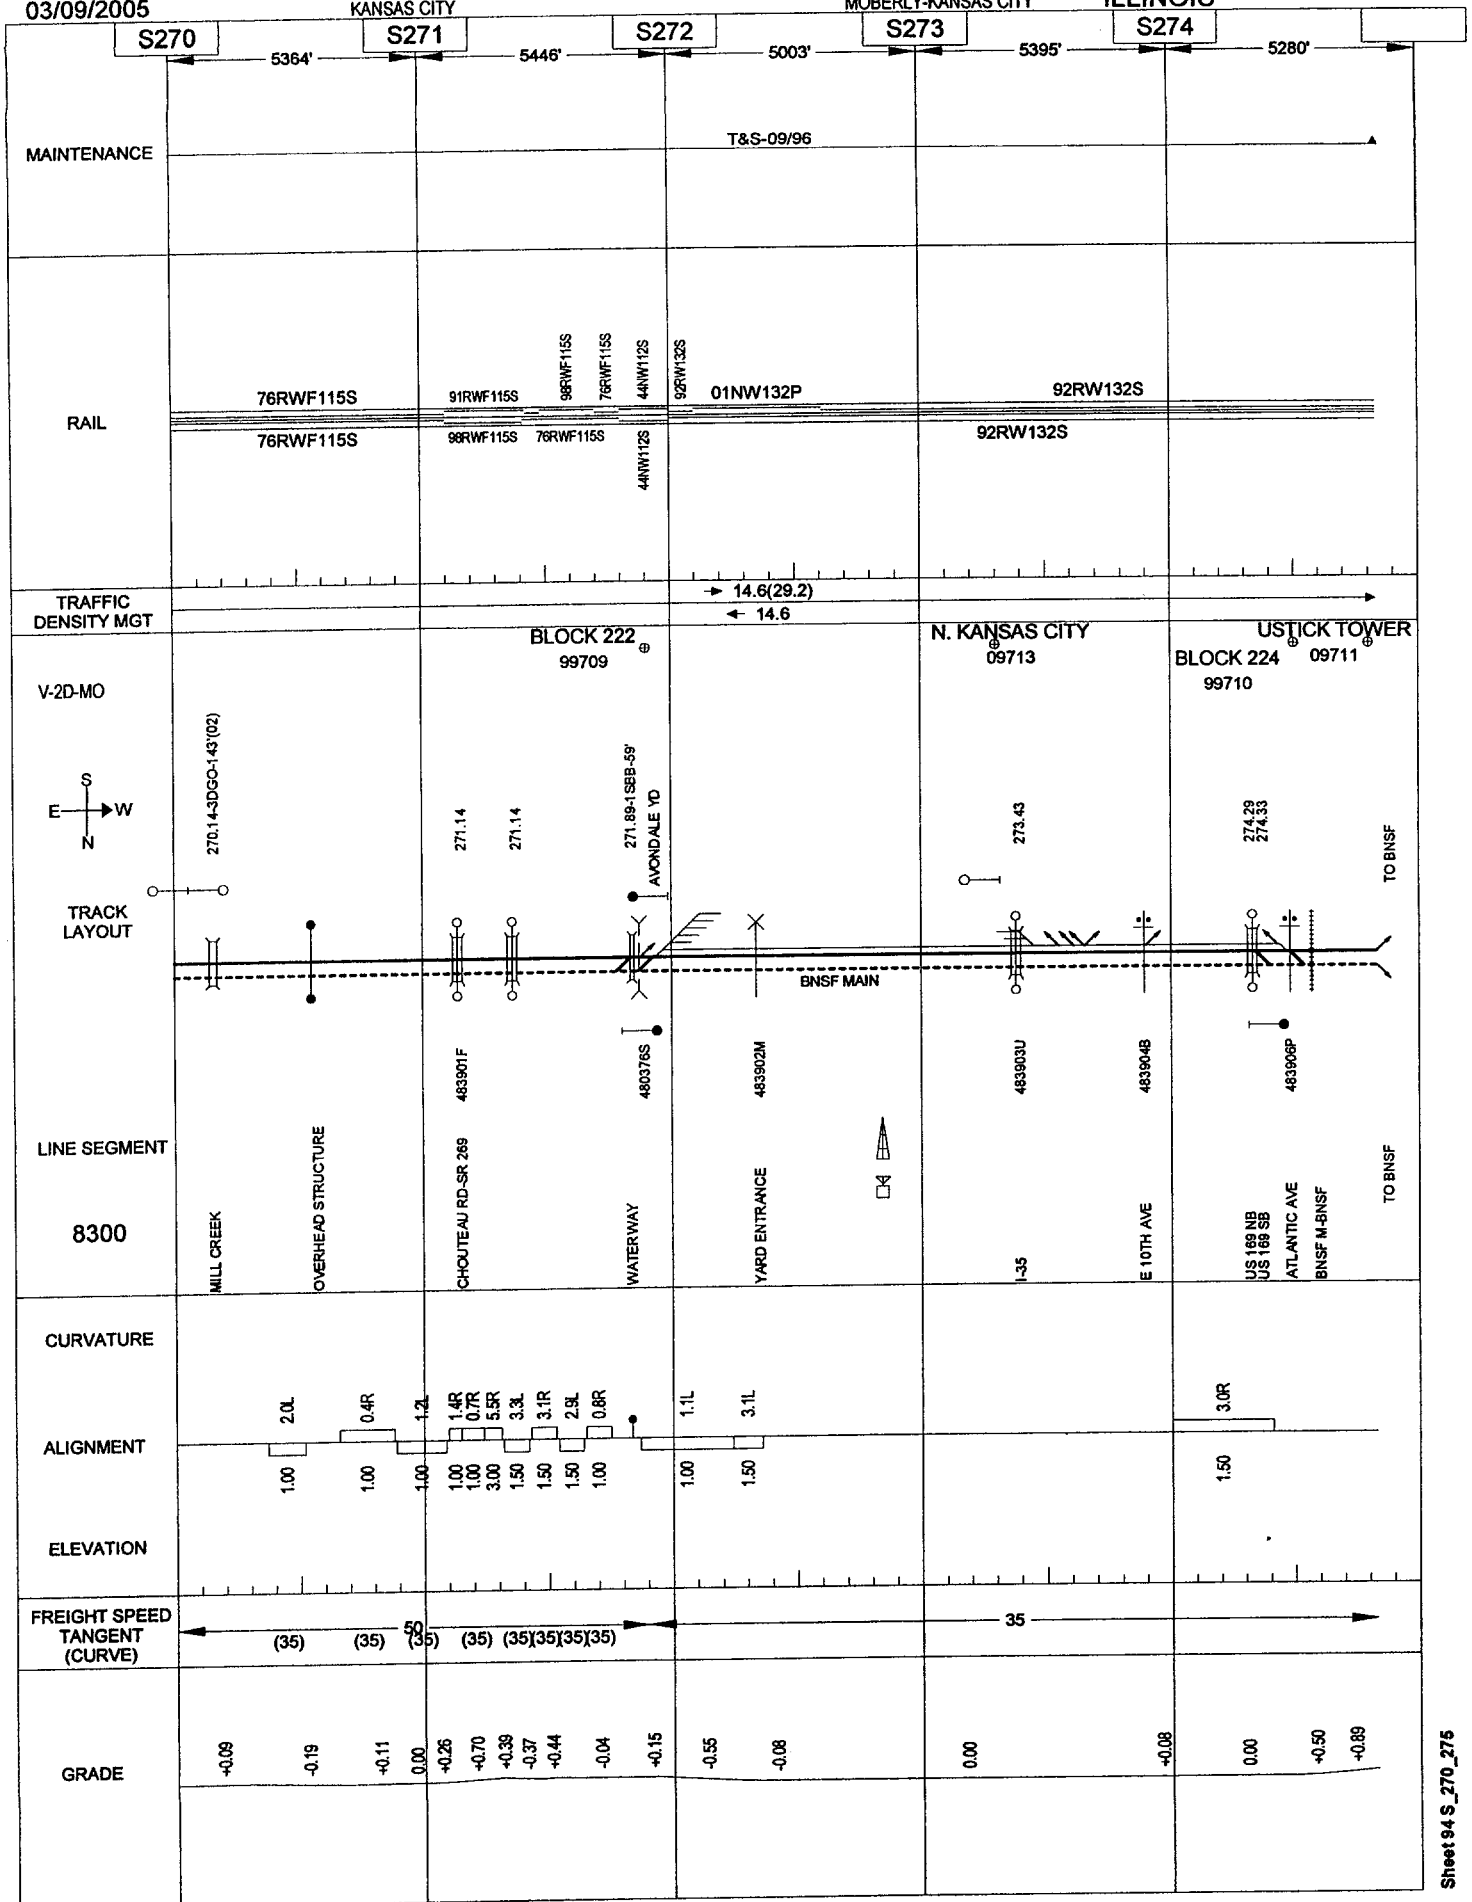 03/09/2005
KANSAS CITY
MOBERLY-KANSAS CITY
ILLINOIS
S270
S271
S272
S273
S274
5364'
5446'
5003'
5395'
5280'
MAINTENANCE
T&S-09/96
RAIL
76RWF115S
91RWF115S
98RWF115S
76RWF115S
44NW112S
92RW132S
01NW132P
92RW132S
76RWF115S
98RWF115S
76RWF115S
44NW112S
92RW132S
TRAFFIC
DENSITY MGT
14.6(29.2)
14.6
BLOCK 222
99709
N. KANSAS CITY
09713
BLOCK 224
99710
USTICK TOWER
09711
V-2D-MO
S
E
W
N
270.14-3DGO-143'(02)
271.14
271.14
271.89-1SBB-59'
AVONDALE YD
273.43
274.29
274.33
TO BNSF
TRACK
LAYOUT
BNSF MAIN
483901F
480376S
483902M
483903U
483904B
483906P
LINE SEGMENT
8300
MILL CREEK
OVERHEAD STRUCTURE
CHOUTEAU RD-SR 269
WATERWAY
YARD ENTRANCE
I-35
E 10TH AVE
US 169 NB
US 169 SB
ATLANTIC AVE
BNSF M-BNSF
TO BNSF
CURVATURE
2.0L
0.4R
1.2L
1.4R
0.7R
5.5R
3.3L
3.1R
2.9L
0.8R
1.1L
3.1L
3.0R
ALIGNMENT
1.00
1.00
1.00
1.00
1.00
3.00
1.50
1.50
1.50
1.00
1.00
1.50
1.50
ELEVATION
FREIGHT SPEED
TANGENT
(CURVE)
50
35
(35) (35) (35) (35) (35)(35)(35)(35)
GRADE
+0.09
-0.19
+0.11
0.00
+0.26
+0.70
+0.39
-0.37
+0.44
-0.04
+0.15
-0.55
-0.08
0.00
+0.08
0.00
+0.50
+0.89
Sheet 94 S_270_275